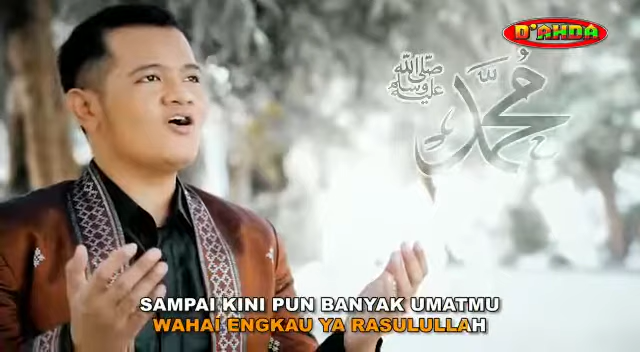 D'AHDA
صلى الله
عليه وسلم
محمد
SAMPAI KINI PUN BANYAK UMATMU
WAHAI ENGKAU YA RASULULLAH